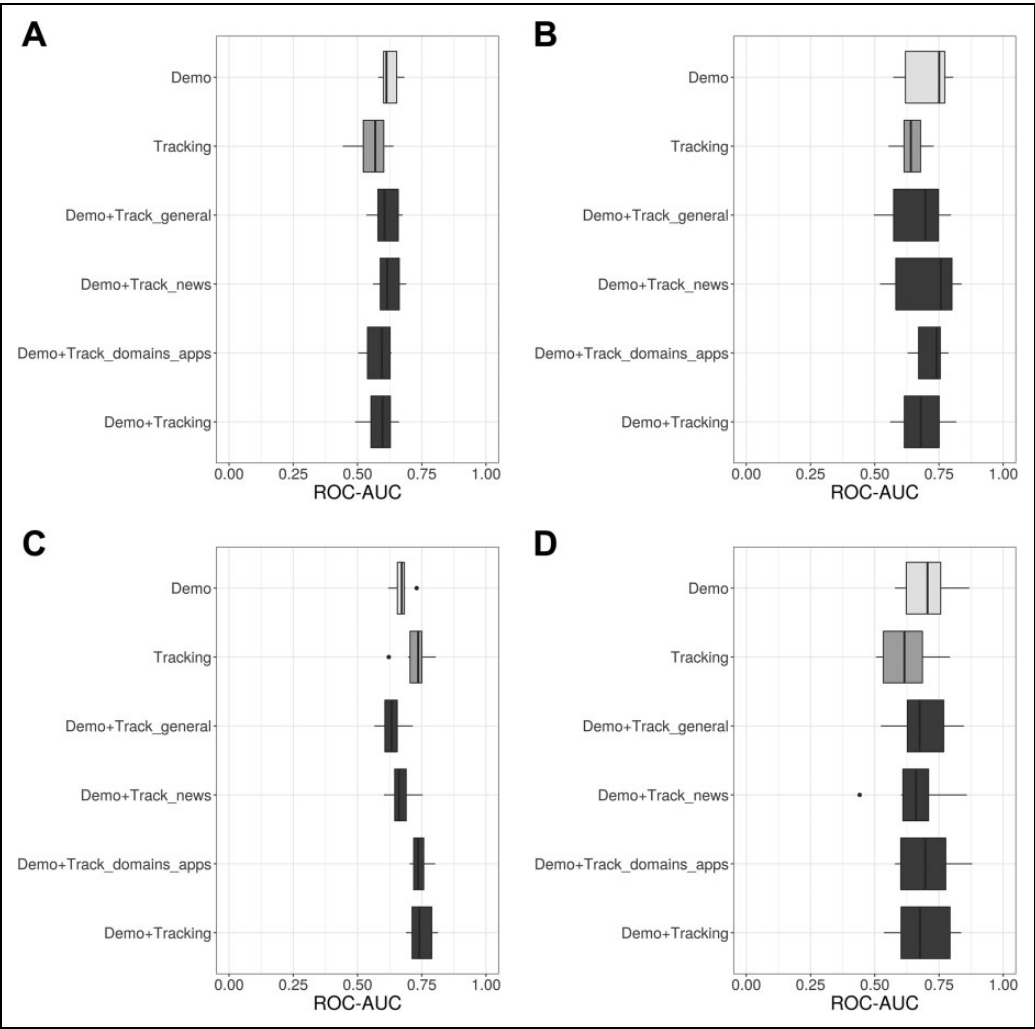 A
Demo
Tracking
Demo+Track_general
Demo+Track_news
Demo+Track_domains_apps
Demo+Tracking
0.00 0.25 0.50 0.75 1.00
ROC-AUC
B
Demo
Tracking
Demo+Track_general
Demo+Track_news
Demo+Track_domains_apps
Demo+Tracking
0.00 0.25 0.50 0.75 1.00
ROC-AUC
C
Demo
Tracking
Demo+Track_general
Demo+Track_news
Demo+Track_domains_apps
Demo+Tracking
0.00 0.25 0.50 0.75 1.00
ROC-AUC
D
Demo
Tracking
Demo+Track_general
Demo+Track_news
Demo+Track_domains_apps
Demo+Tracking
0.00 0.25 0.50 0.75 1.00
ROC-AUC